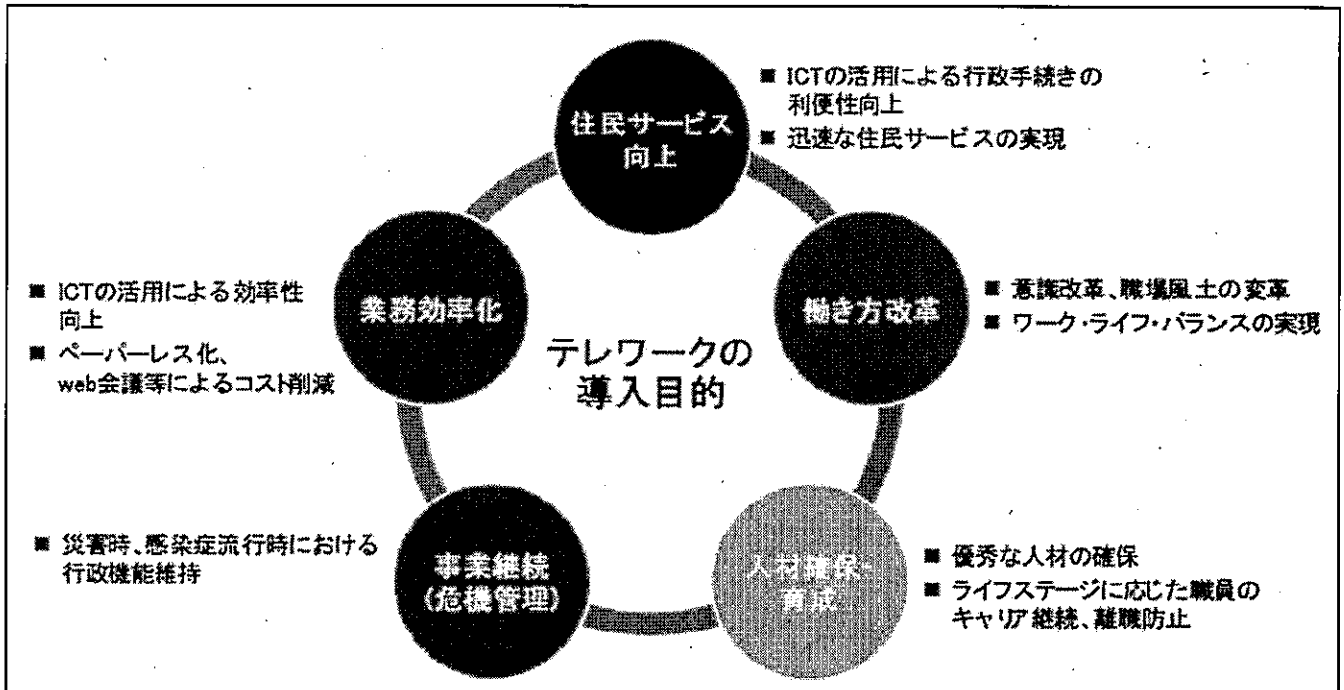 住民サービス
向上
■ ICTの活用による行政手続きの
利便性向上
■ 迅速な住民サービスの実現
業務効率化
■ ICTの活用による効率性
向上
■ ペーパーレス化、
web会議等によるコスト削減
働き方改革
■ 意識改革、職場風土の変革
■ ワーク・ライフ・バランスの実現
テレワークの
導入目的
事業継続
(危機管理)
■ 災害時、感染症流行時における
行政機能維持
人材確保・
育成
■ 優秀な人材の確保
■ ライフステージに応じた職員の
キャリア継続、離職防止